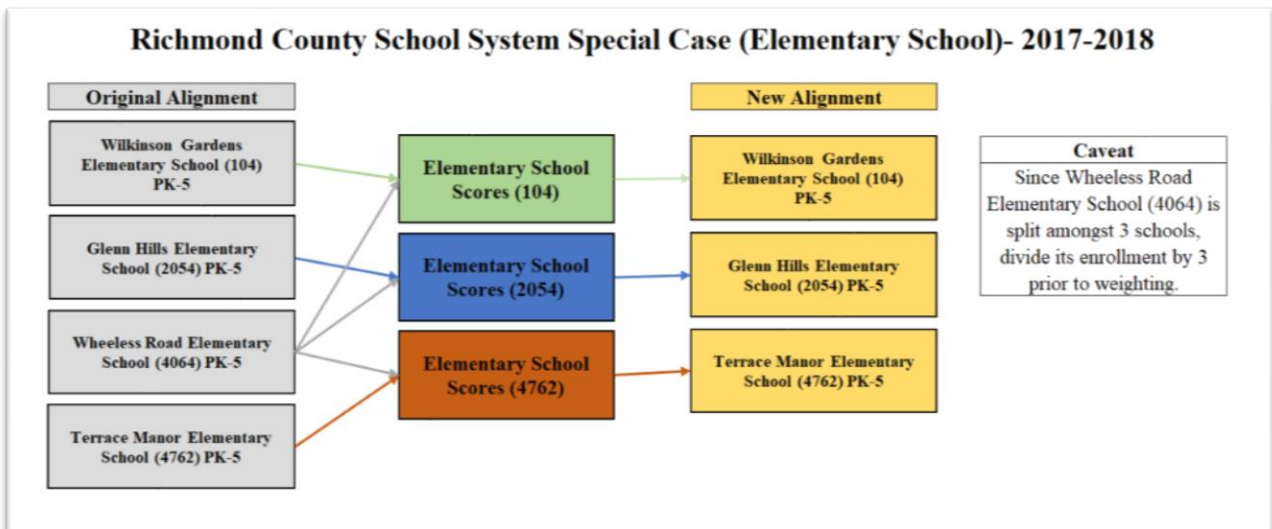 Richmond County School System Special Case (Elementary School)- 2017-2018
Original Alignment
Wilkinson Gardens
Elementary School (104)
PK-5
Glenn Hills Elementary
School (2054) PK-5
Wheeless Road Elementary
School (4064) PK-5
Terrace Manor Elementary
School (4762) PK-5
Elementary School
Scores (104)
Elementary School
Scores (2054)
Elementary School
Scores (4762)
New Alignment
Wilkinson Gardens
Elementary School (104)
PK-5
Glenn Hills Elementary
School (2054) PK-5
Terrace Manor Elementary
School (4762) PK-5
Caveat
Since Wheeless Road
Elementary School (4064) is
split amongst 3 schools,
divide its enrollment by 3
prior to weighting.